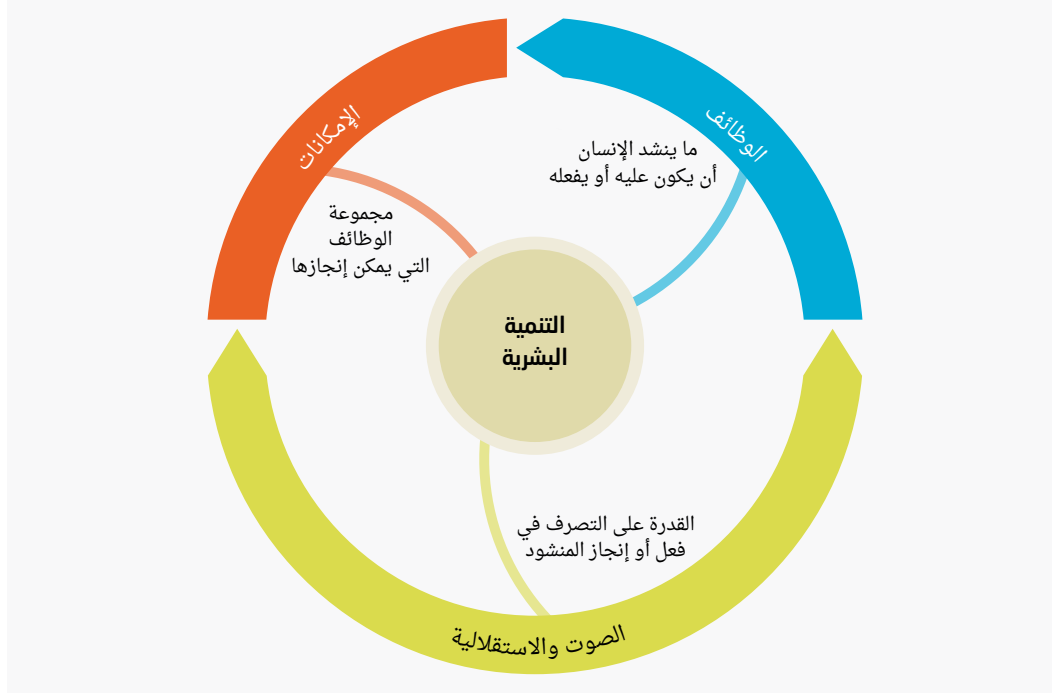 الوظائف
ما ينشد الإنسان
أن يكون عليه أو يفعله
الإمكانات
مجموعة
الوظائف
التي يمكن إنجازها
التنمية
البشرية
القدرة على التصرف في
فعل أو إنجاز المنشود
الصوت والاستقلالية